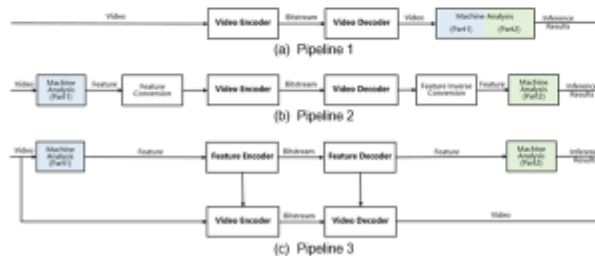 Video
Video Encoder
Bitstream
Video Decoder
Video
Machine Analysis
(Part1)
(Part2)
Inference
Results
(a) Pipeline 1
Video
Machine
Analysis
(Part1)
Feature
Feature
Conversion
Video Encoder
Bitstream
Video Decoder
Feature Inverse
Conversion
Feature
Machine
Analysis
(Part2)
Inference
Results
(b) Pipeline 2
Video
Machine
Analysis
(Part1)
Feature
Feature Encoder
Bitstream
Feature Decoder
Feature
Machine
Analysis
(Part2)
Inference
Results
Video Encoder
Bitstream
Video Decoder
Video
(c) Pipeline 3